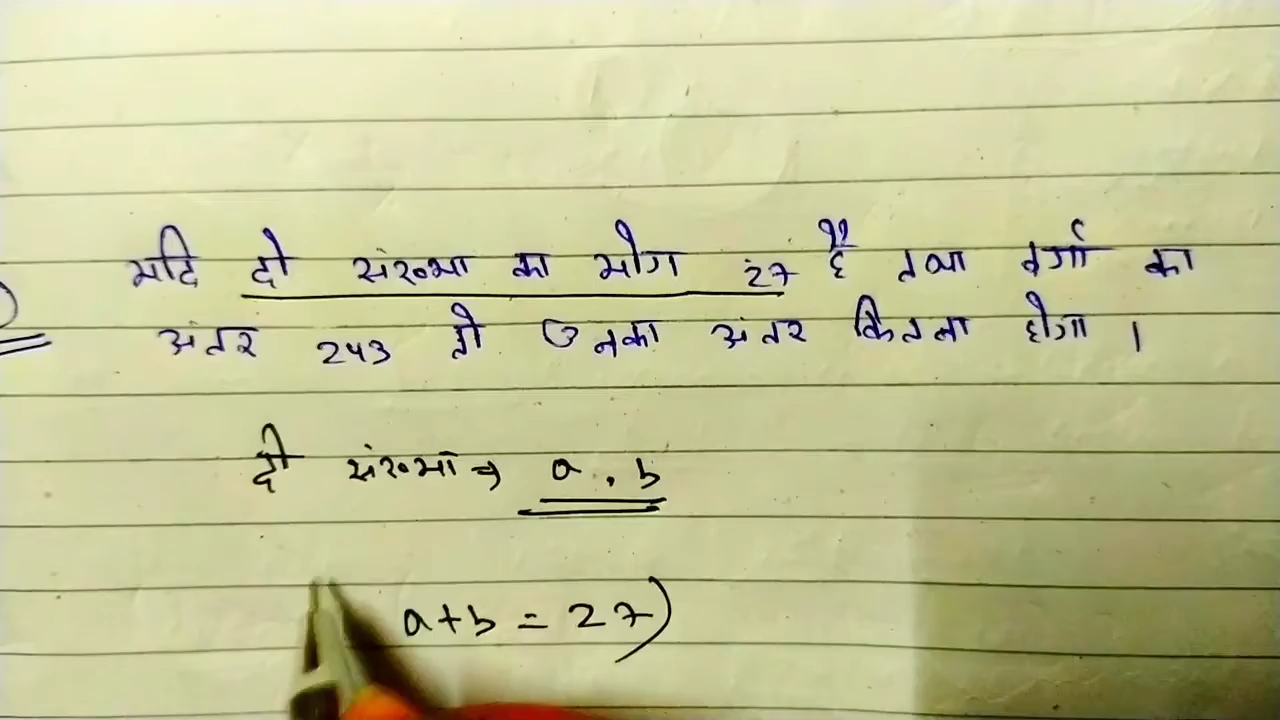 यदि दो संख्या का योग 27 है तथा वर्गो का
अंतर 243 तो उनका अंतर कितना होगा ।
दो संख्या → a , b
a+b = 27)